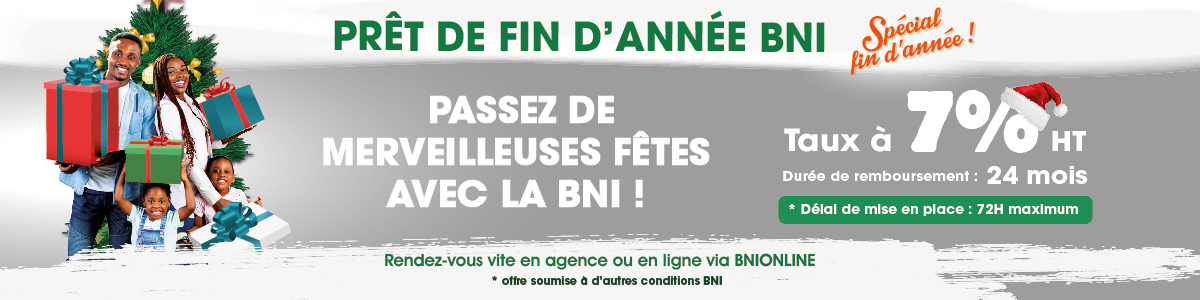 PRÊT DE FIN D'ANNÉE BNI
Spécial
fin d'année !
PASSEZ DE
MERVEILLEUSES FÊTES
AVEC LA BNI !
Taux à 7% HT
Durée de remboursement : 24 mois
* Délai de mise en place : 72H maximum
Rendez-vous vite en agence ou en ligne via BNIONLINE
* offre soumise à d'autres conditions BNI